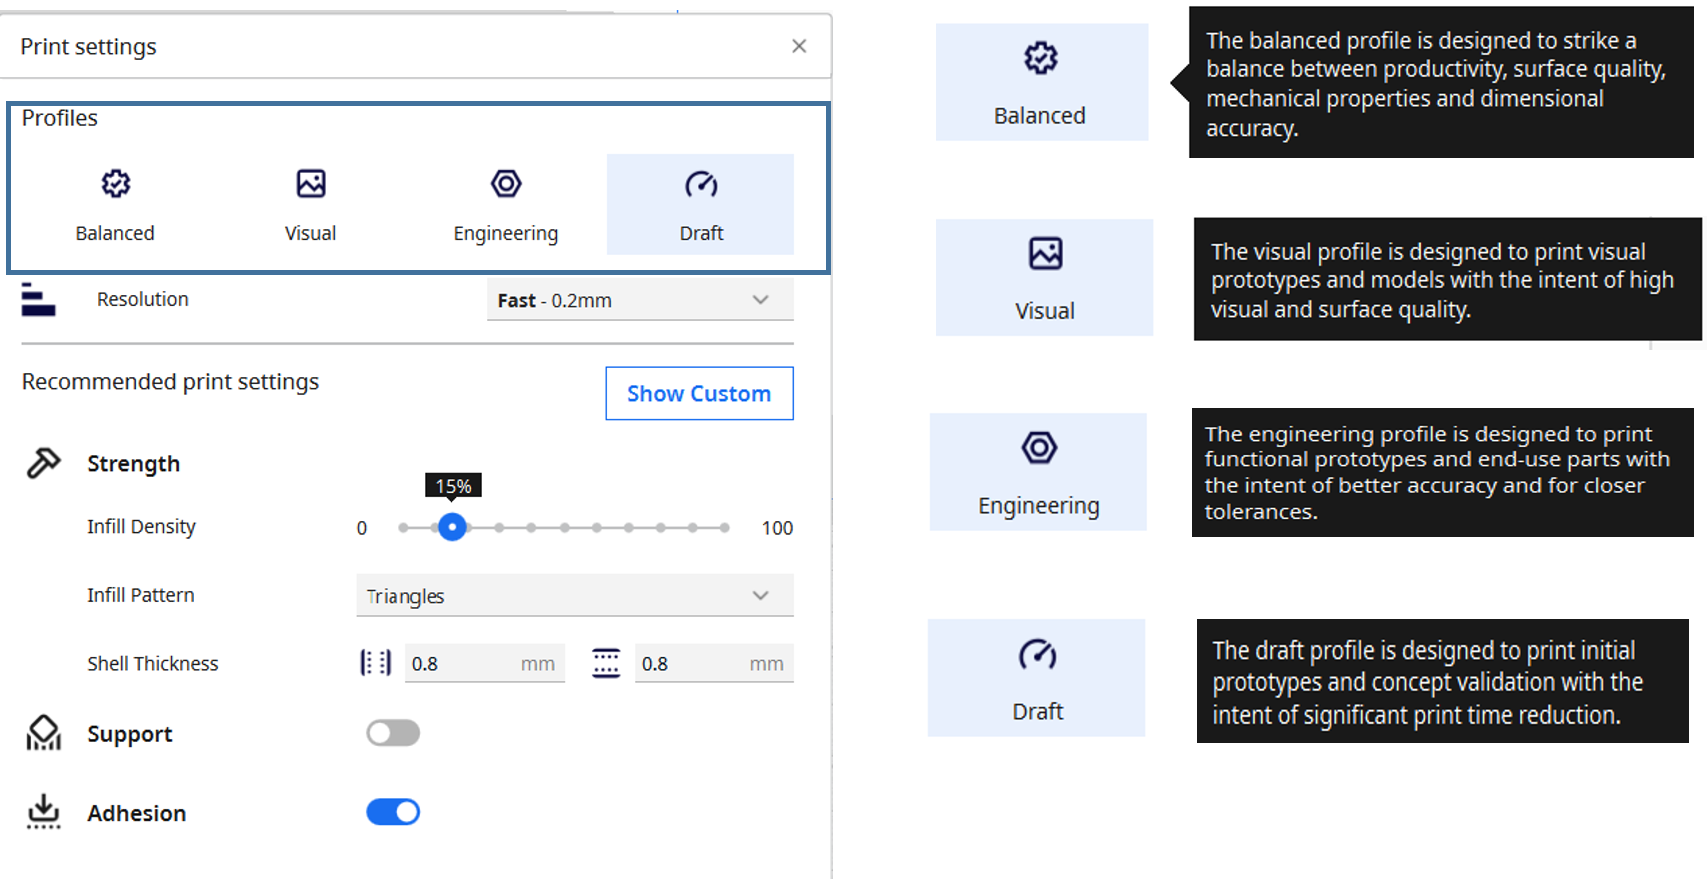 Print settings
Profiles
Balanced
Visual
Engineering
Draft
Resolution
Fast - 0.2mm
Recommended print settings
Show Custom
Strength
15%
Infill Density
0
100
Infill Pattern
Triangles
Shell Thickness
0.8 mm
0.8 mm
Support
Adhesion
Balanced
The balanced profile is designed to strike a
balance between productivity, surface quality,
mechanical properties and dimensional
accuracy.
Visual
The visual profile is designed to print visual
prototypes and models with the intent of high
visual and surface quality.
Engineering
The engineering profile is designed to print
functional prototypes and end-use parts with
the intent of better accuracy and for closer
tolerances.
Draft
The draft profile is designed to print initial
prototypes and concept validation with the
intent of significant print time reduction.